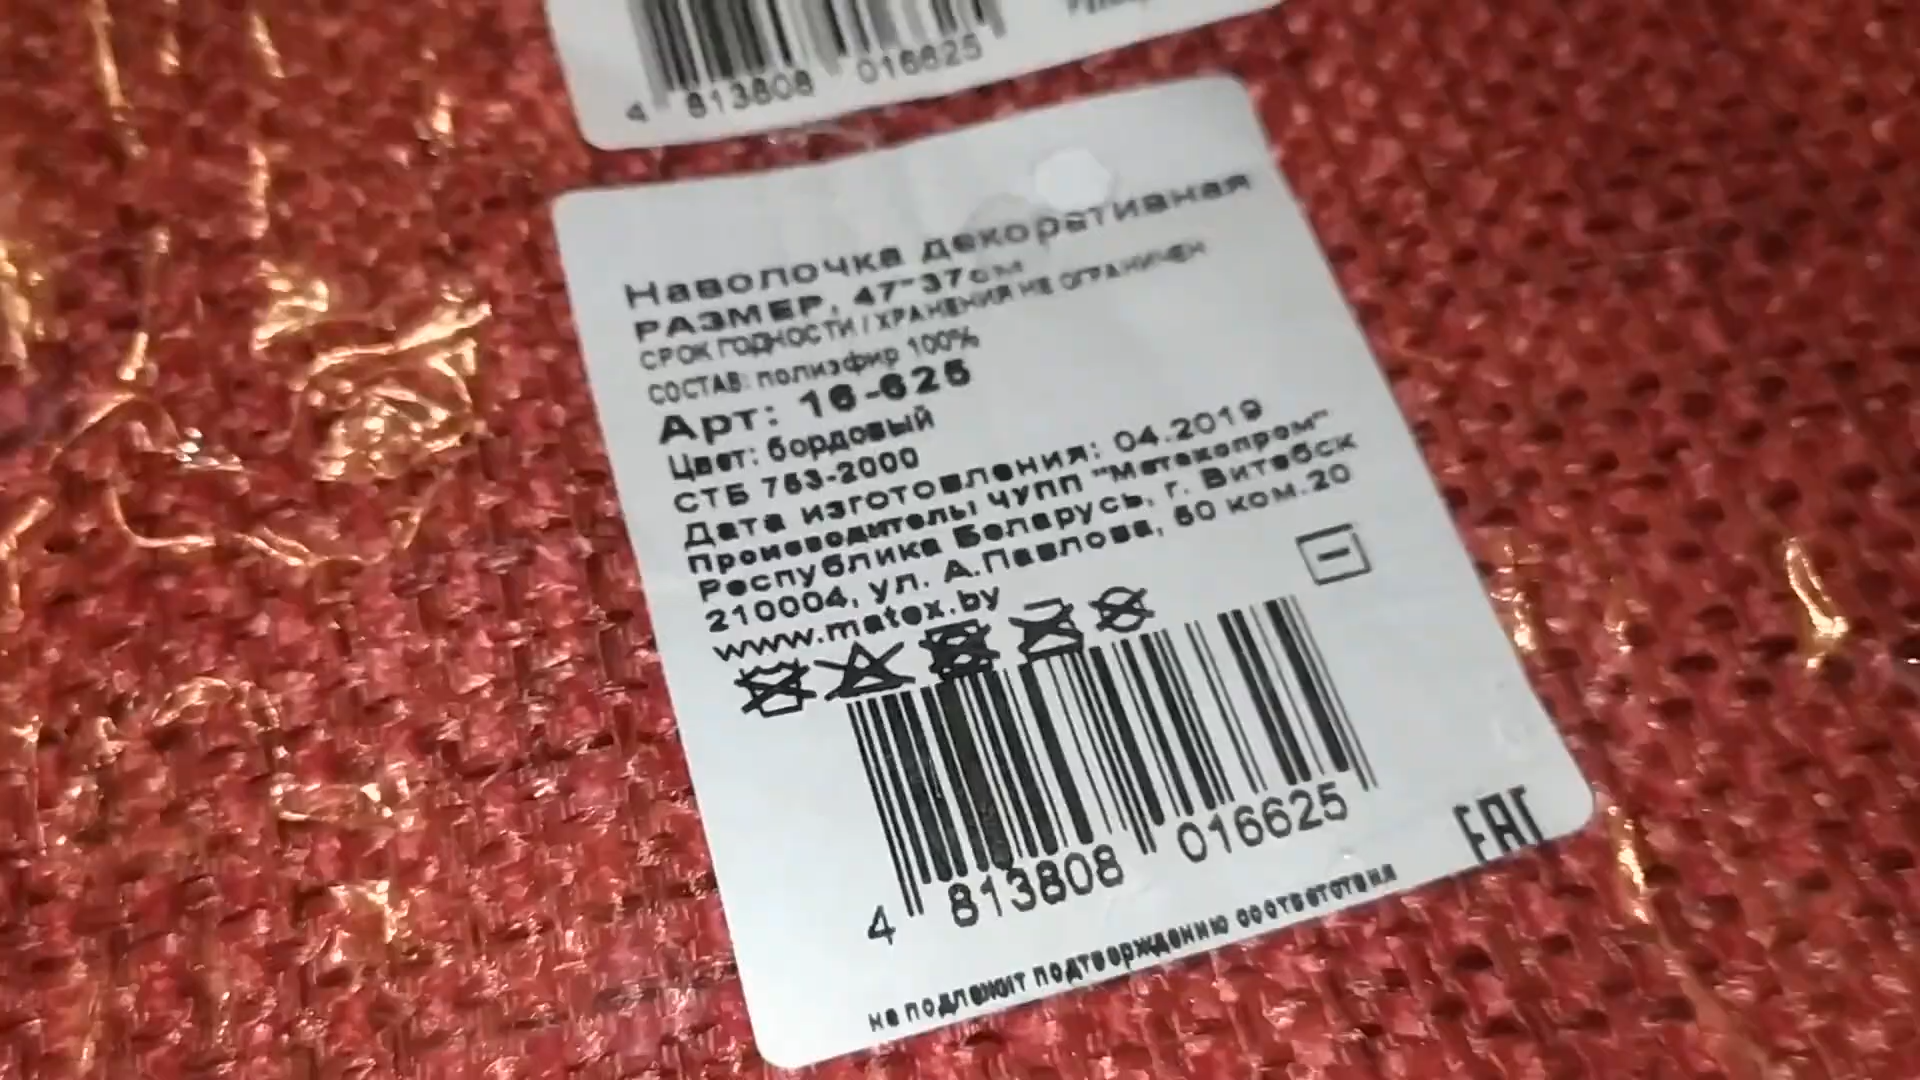 4 813808 016625
Наволочка декоративная
РАЗМЕР, 47*37см
СРОК ГОДНОСТИ / ХРАНЕНИЯ НЕ ОГРАНИЧЕН
СОСТАВ: полиэфир 100%
Арт: 16-625
Цвет: бордовый
СТБ 753-2000
Дата изготовления: 04.2019
Производитель: ЧУПП "Матекопром"
Республика Беларусь, г. Витебск
210004, ул. А.Павлова, 60 ком.20
www.matex.by
4 813808 016625
EAC
не подлежит подтверждению соответствия